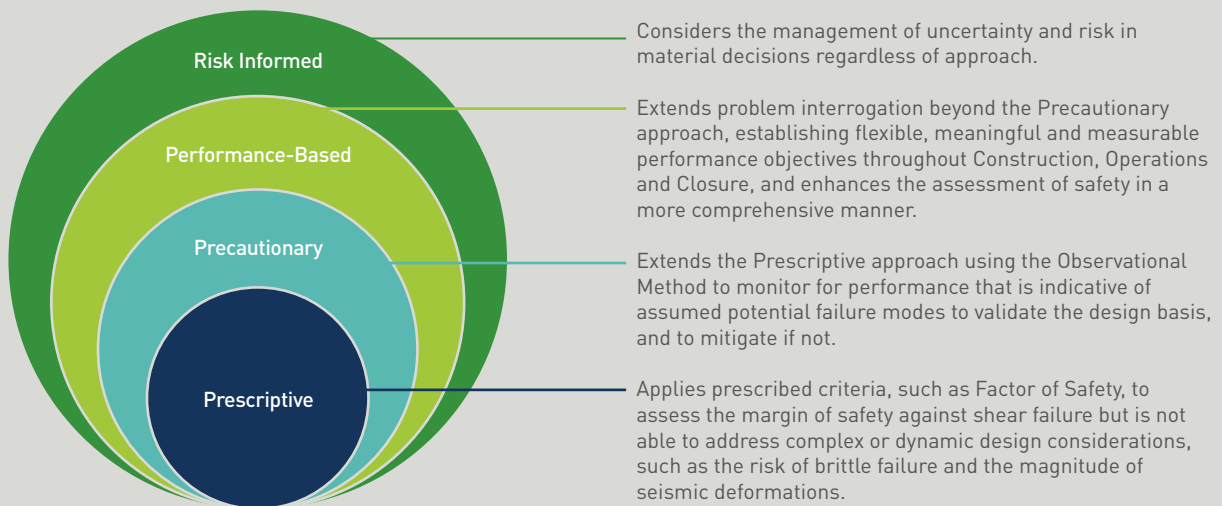 Risk Informed
Considers the management of uncertainty and risk in
material decisions regardless of approach.
Performance-Based
Extends problem interrogation beyond the Precautionary
approach, establishing flexible, meaningful and measurable
performance objectives throughout Construction, Operations
and Closure, and enhances the assessment of safety in a
more comprehensive manner.
Precautionary
Extends the Prescriptive approach using the Observational
Method to monitor for performance that is indicative of
assumed potential failure modes to validate the design basis,
and to mitigate if not.
Prescriptive
Applies prescribed criteria, such as Factor of Safety, to
assess the margin of safety against shear failure but is not
able to address complex or dynamic design considerations,
such as the risk of brittle failure and the magnitude of
seismic deformations.